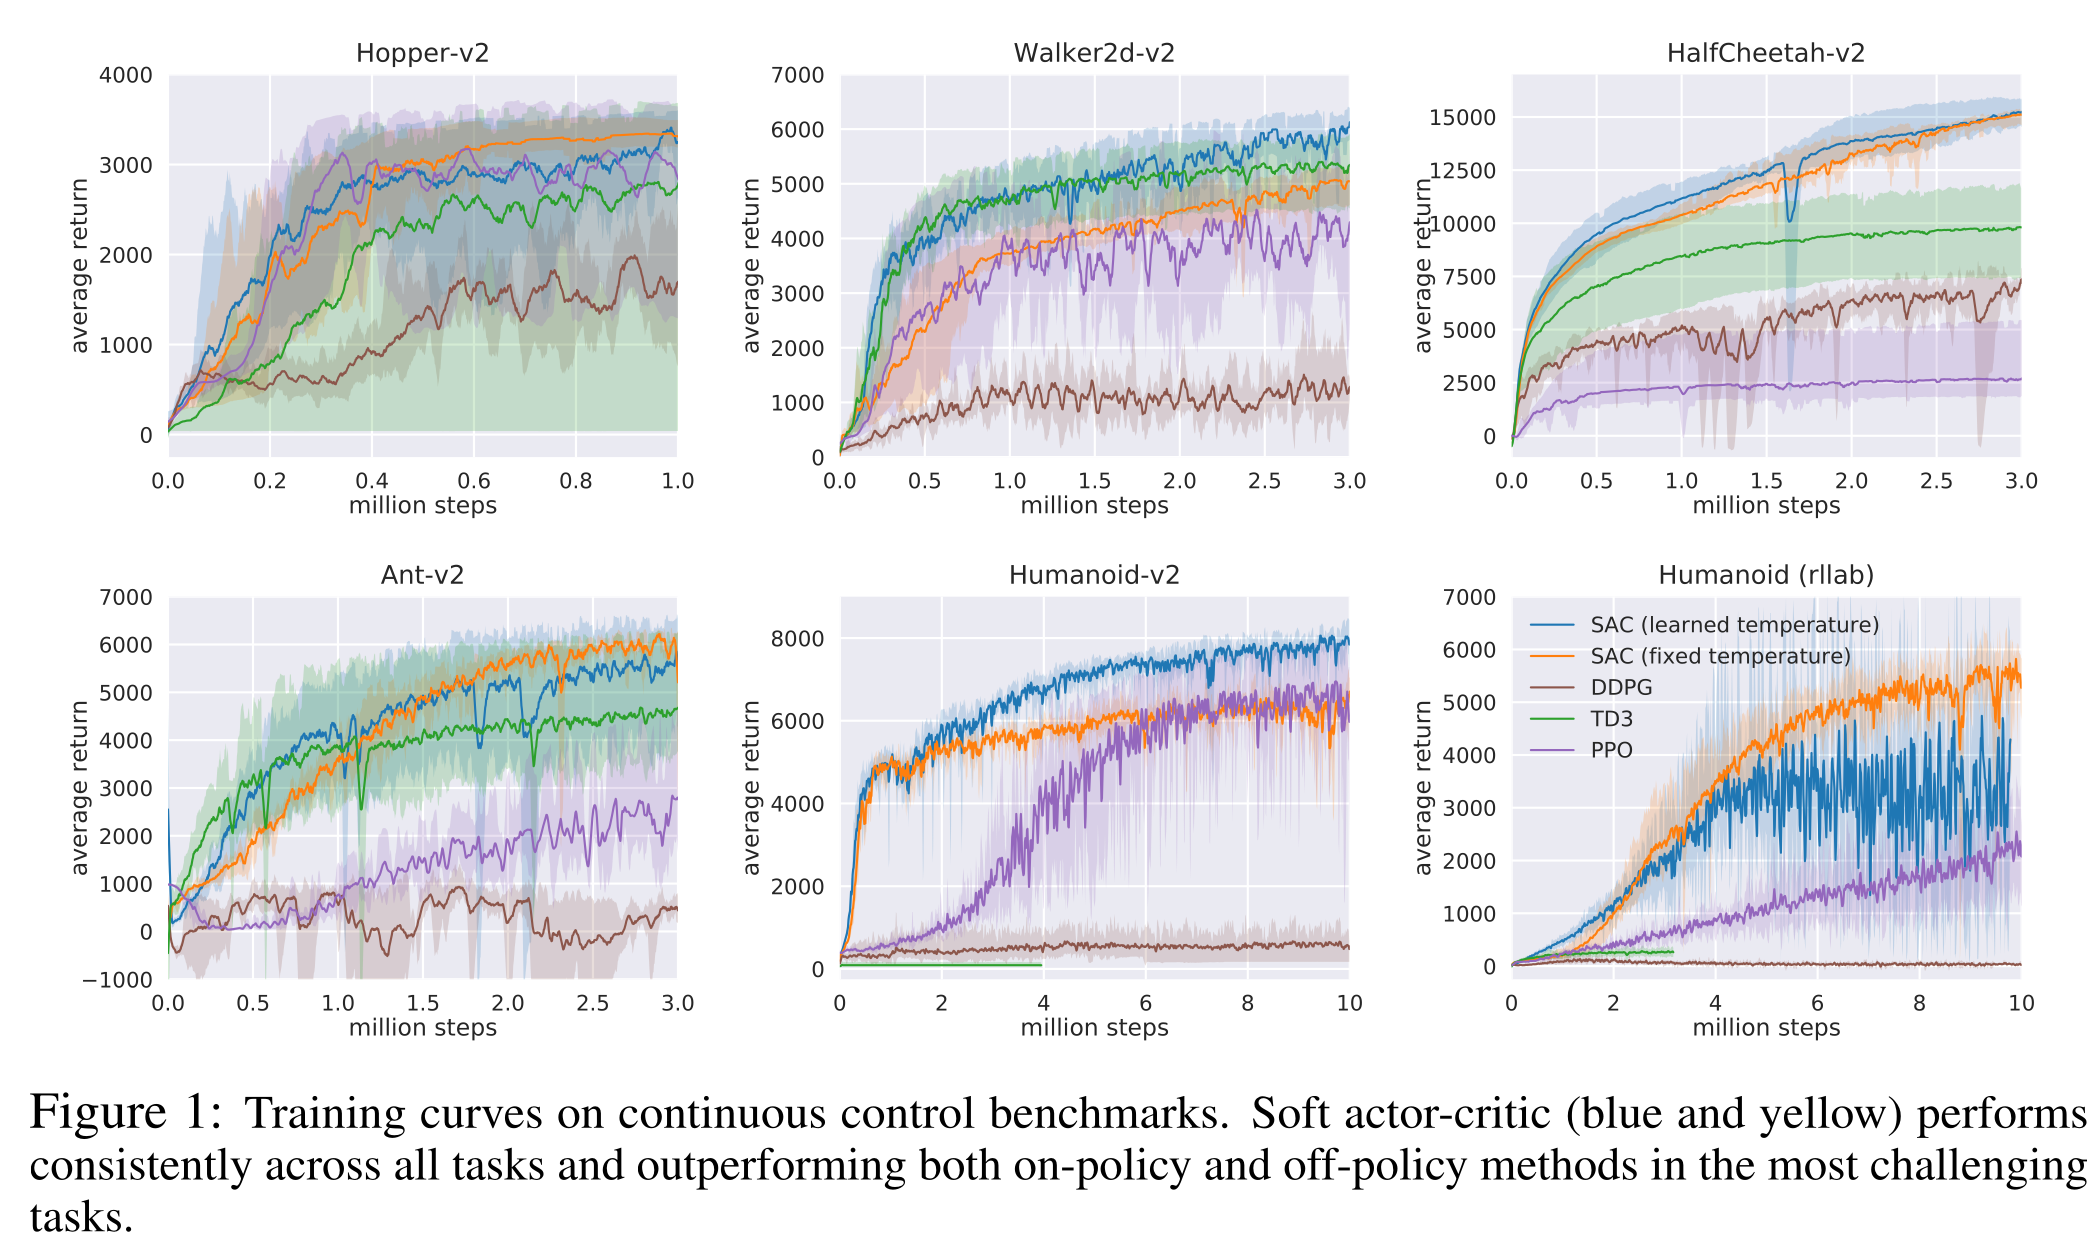 Hopper-v2
4000
3000
2000
1000
0
average return
0.0 0.2 0.4 0.6 0.8 1.0
million steps
Walker2d-v2
7000
6000
5000
4000
3000
2000
1000
0
average return
0.0 0.5 1.0 1.5 2.0 2.5 3.0
million steps
HalfCheetah-v2
15000
12500
10000
7500
5000
2500
0
average return
0.0 0.5 1.0 1.5 2.0 2.5 3.0
million steps
Ant-v2
7000
6000
5000
4000
3000
2000
1000
0
−1000
average return
0.0 0.5 1.0 1.5 2.0 2.5 3.0
million steps
Humanoid-v2
8000
6000
4000
2000
0
average return
0 2 4 6 8 10
million steps
Humanoid (rllab)
7000
6000
5000
4000
3000
2000
1000
0
average return
SAC (learned temperature)
SAC (fixed temperature)
DDPG
TD3
PPO
0 2 4 6 8 10
million steps
Figure 1: Training curves on continuous control benchmarks. Soft actor-critic (blue and yellow) performs
consistently across all tasks and outperforming both on-policy and off-policy methods in the most challenging
tasks.